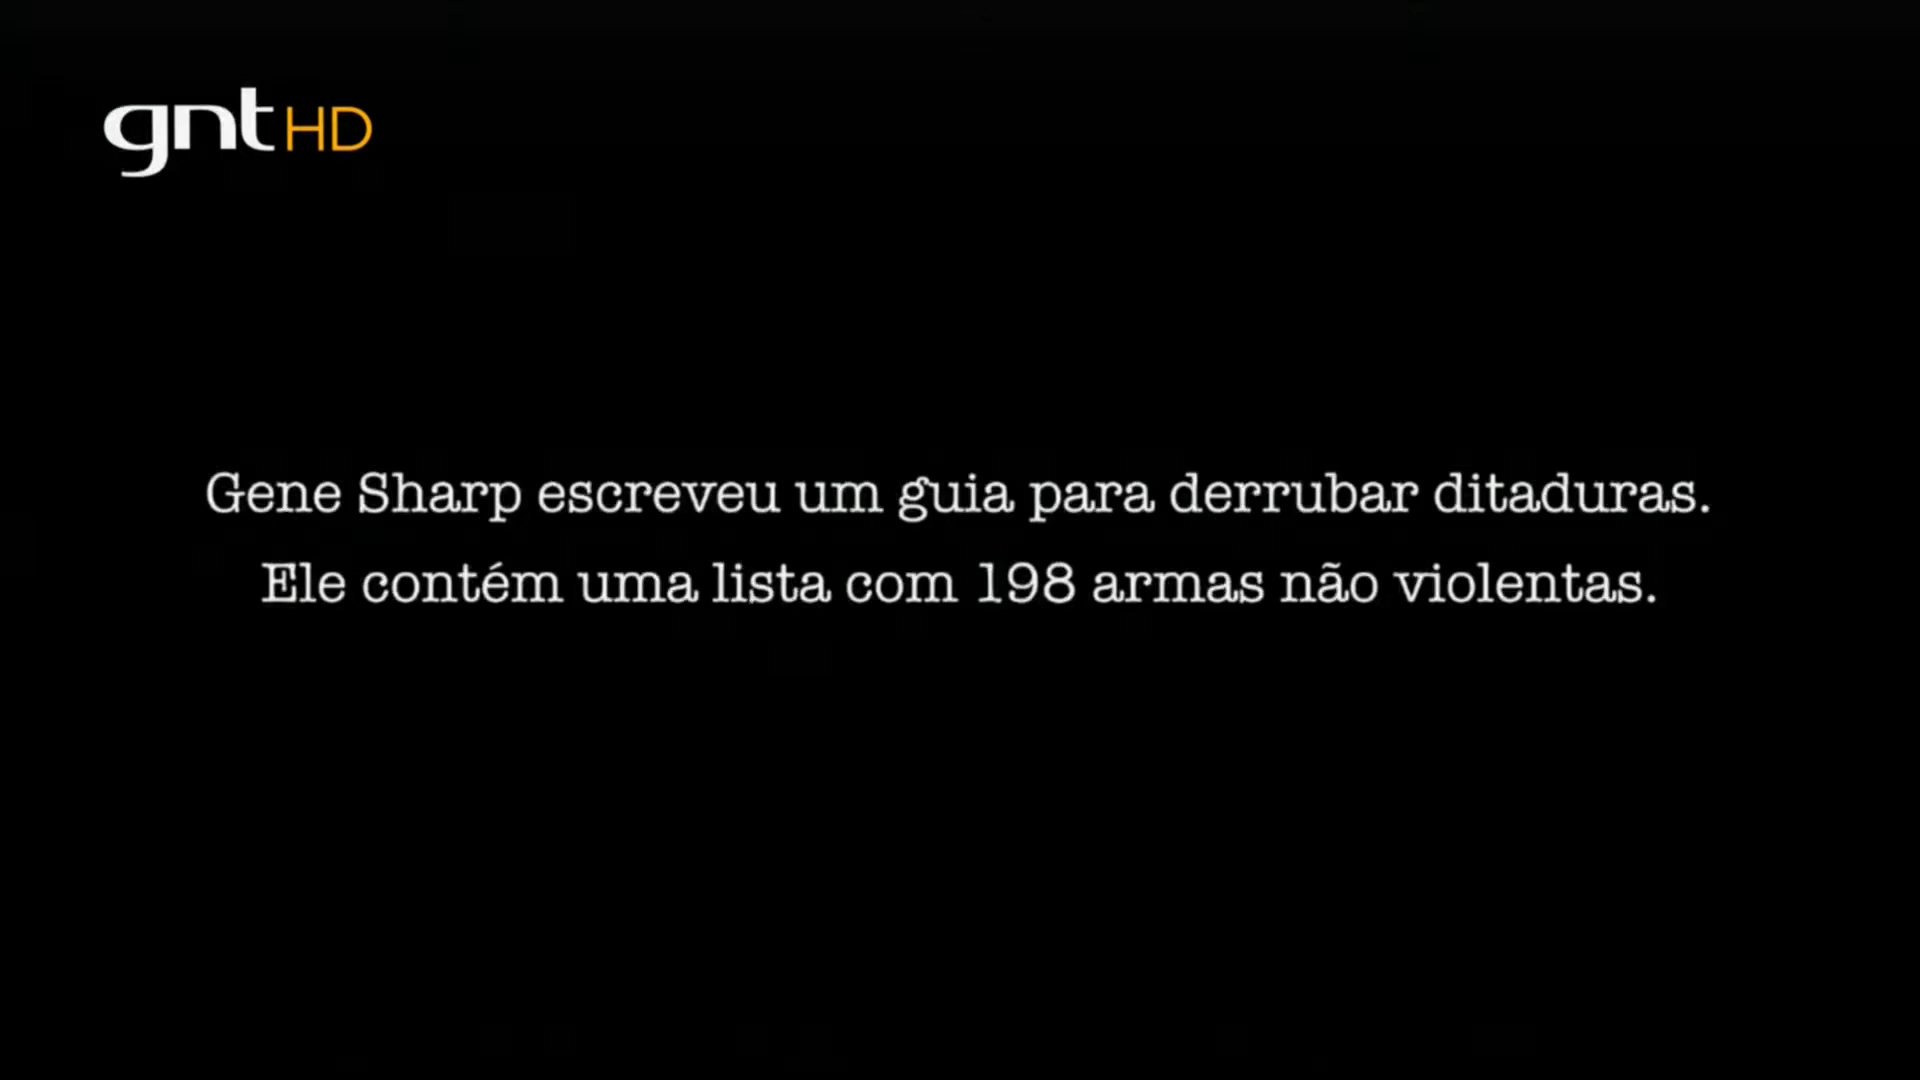 gnt HD
Gene Sharp escreveu um guia para derrubar ditaduras.
Ele contém uma lista com 198 armas não violentas.